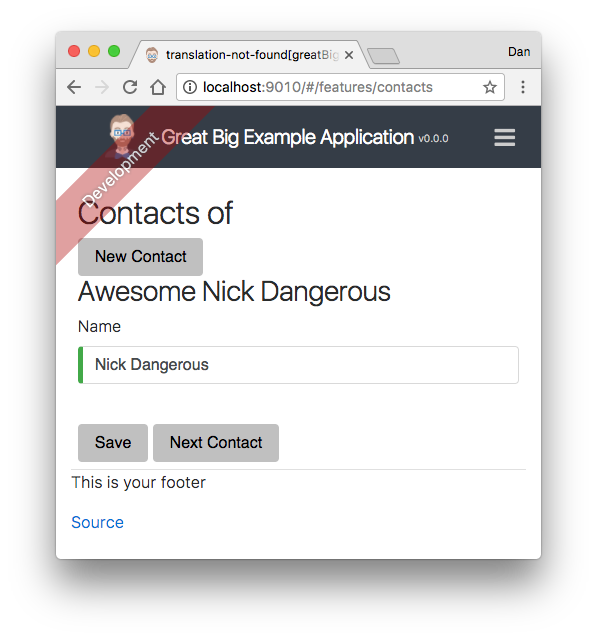 translation-not-found[greatBig
Dan
localhost:9010/#/features/contacts
Great Big Example Application v0.0.0
Development
Contacts of
New Contact
Awesome Nick Dangerous
Name
Nick Dangerous
Save Next Contact
This is your footer
Source